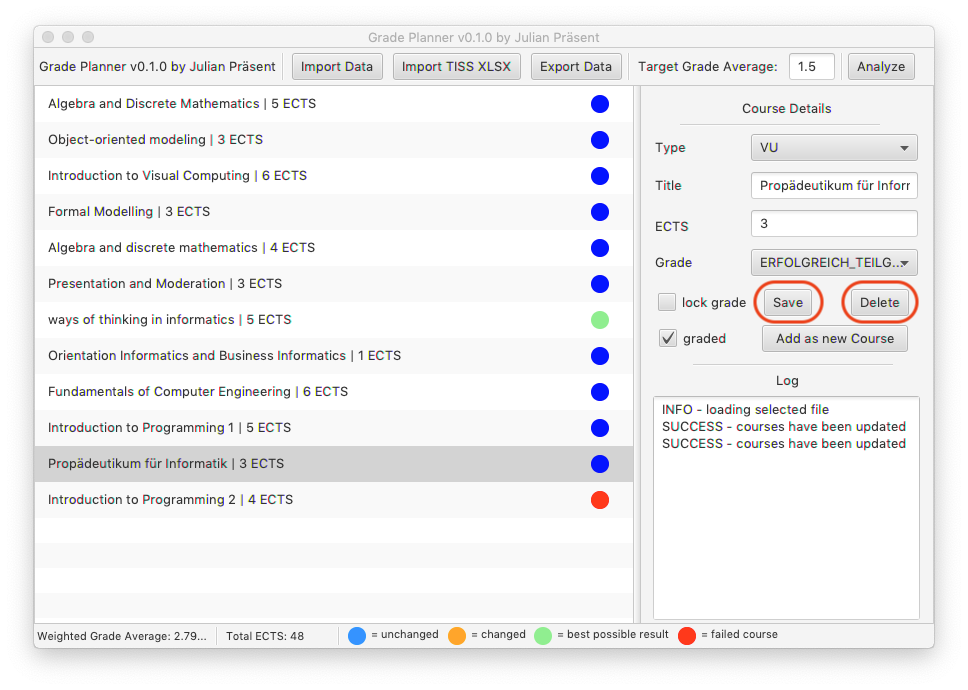 Grade Planner v0.1.0 by Julian Präsent
Grade Planner v0.1.0 by Julian Präsent Import Data Import TISS XLSX Export Data Target Grade Average: 1.5 Analyze
Algebra and Discrete Mathematics | 5 ECTS
Object-oriented modeling | 3 ECTS
Introduction to Visual Computing | 6 ECTS
Formal Modelling | 3 ECTS
Algebra and discrete mathematics | 4 ECTS
Presentation and Moderation | 3 ECTS
ways of thinking in informatics | 5 ECTS
Orientation Informatics and Business Informatics | 1 ECTS
Fundamentals of Computer Engineering | 6 ECTS
Introduction to Programming 1 | 5 ECTS
Propädeutikum für Informatik | 3 ECTS
Introduction to Programming 2 | 4 ECTS
Course Details
Type VU
Title Propädeutikum für Inforr
ECTS 3
Grade ERFOLGREICH_TEILG...
lock grade Save Delete
graded Add as new Course
Log
INFO - loading selected file
SUCCESS - courses have been updated
SUCCESS - courses have been updated
Weighted Grade Average: 2.79... Total ECTS: 48 = unchanged = changed = best possible result = failed course